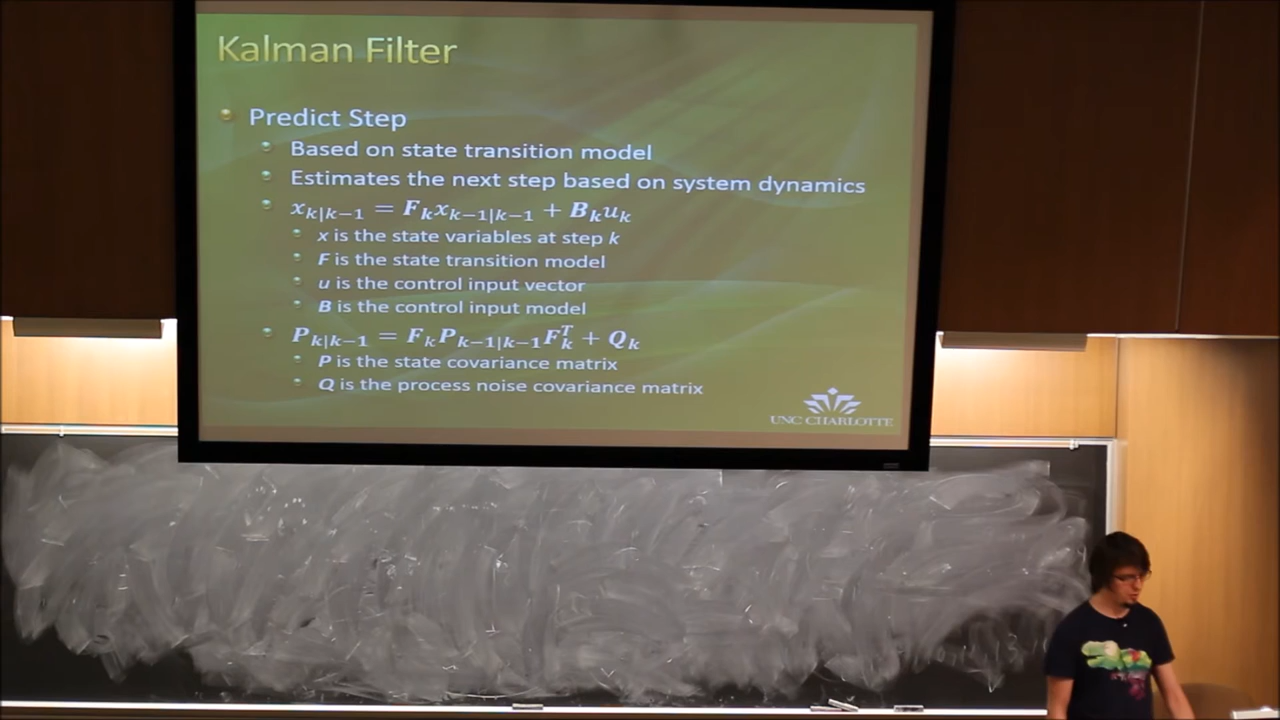 Kalman Filter
Predict Step
Based on state transition model
Estimates the next step based on system dynamics
x_{k|k−1} = F_k x_{k−1|k−1} + B_k u_k
x is the state variables at step k
F is the state transition model
u is the control input vector
B is the control input model
P_{k|k−1} = F_k P_{k−1|k−1} F_k^T + Q_k
P is the state covariance matrix
Q is the process noise covariance matrix
UNC CHARLOTTE